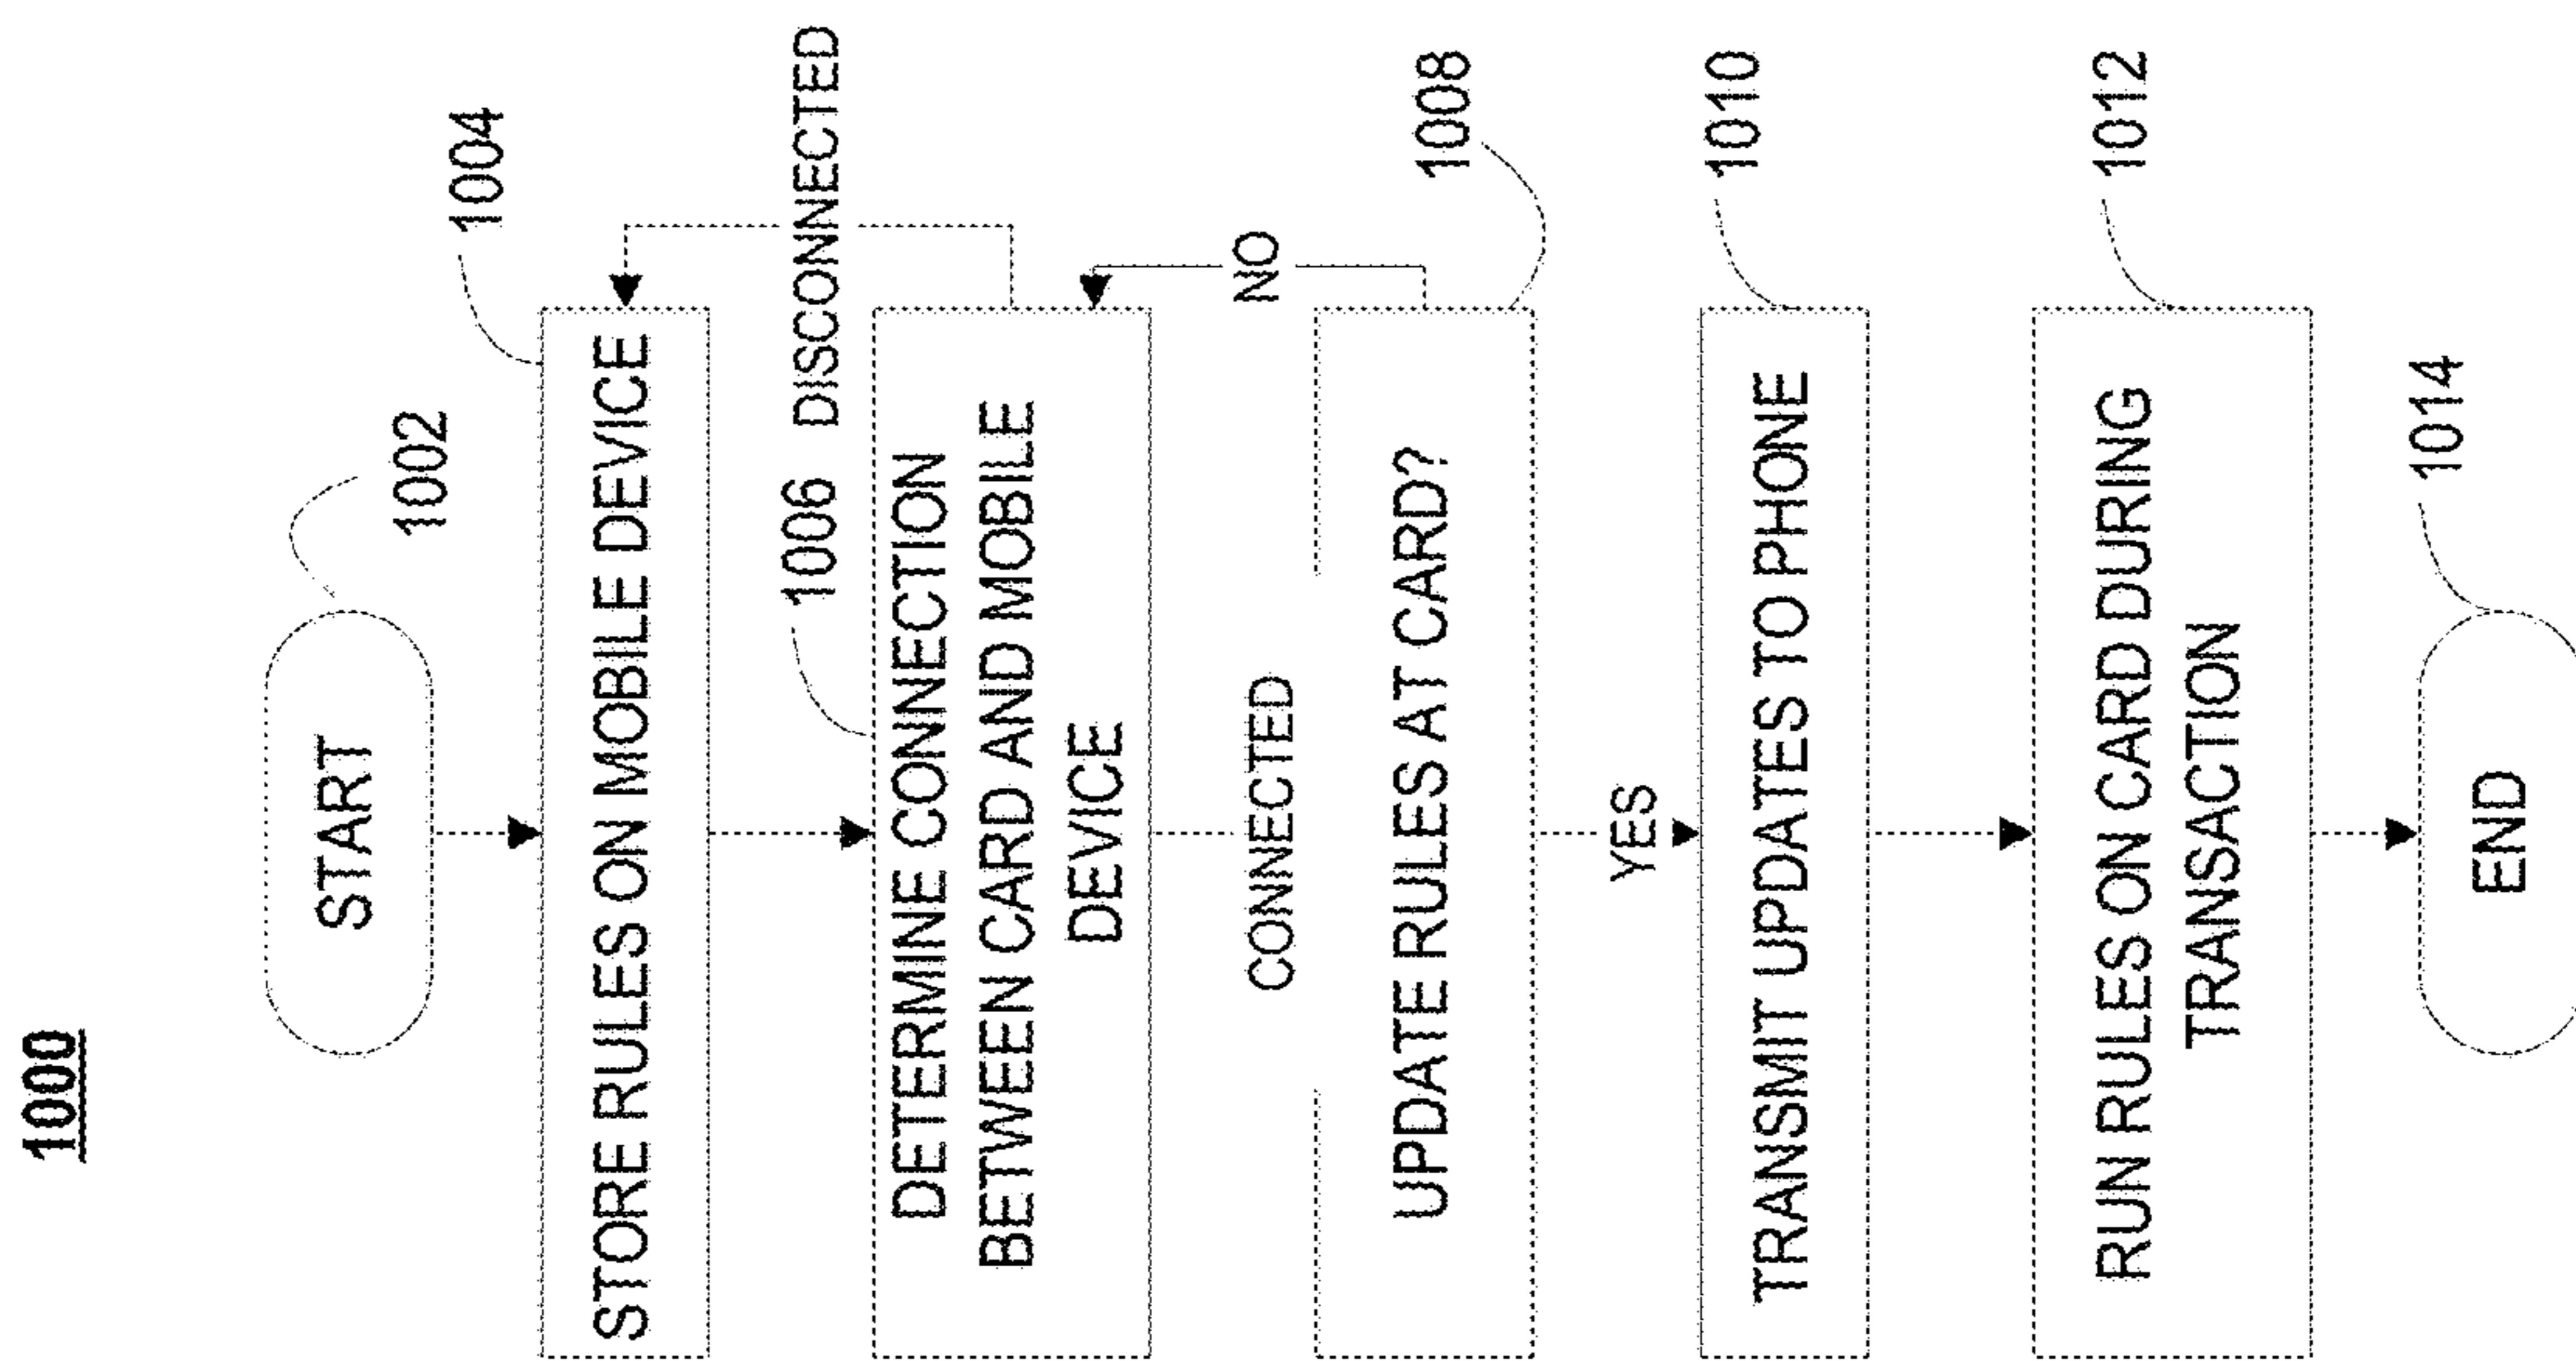 1000
START
1002
STORE RULES ON MOBILE DEVICE
1004
1006
DISCONNECTED
DETERMINE CONNECTION
BETWEEN CARD AND MOBILE
DEVICE
CONNECTED
NO
UPDATE RULES AT CARD?
1008
YES
TRANSMIT UPDATES TO PHONE
1010
RUN RULES ON CARD DURING
TRANSACTION
1012
END
1014